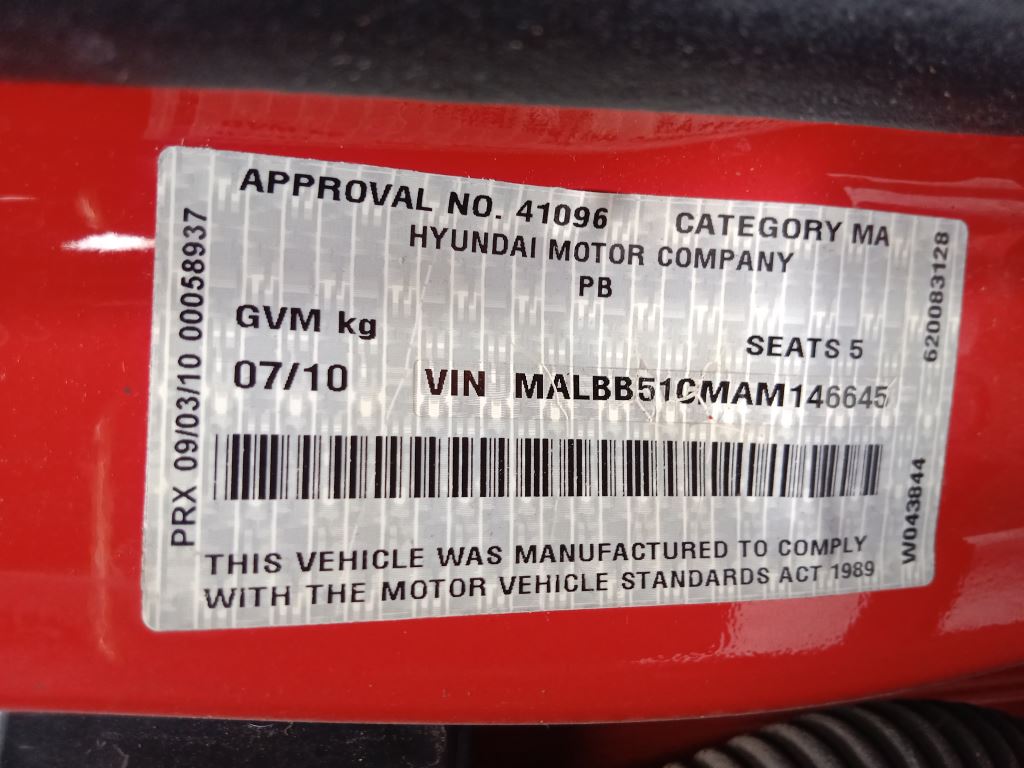 APPROVAL NO. 41096 CATEGORY MA
HYUNDAI MOTOR COMPANY
PB
GVM kg
SEATS 5
07/10 VIN MALBB51CMAM146645
THIS VEHICLE WAS MANUFACTURED TO COMPLY
WITH THE MOTOR VEHICLE STANDARDS ACT 1989
PRX 09/03/10 00058937
620083128
W043844